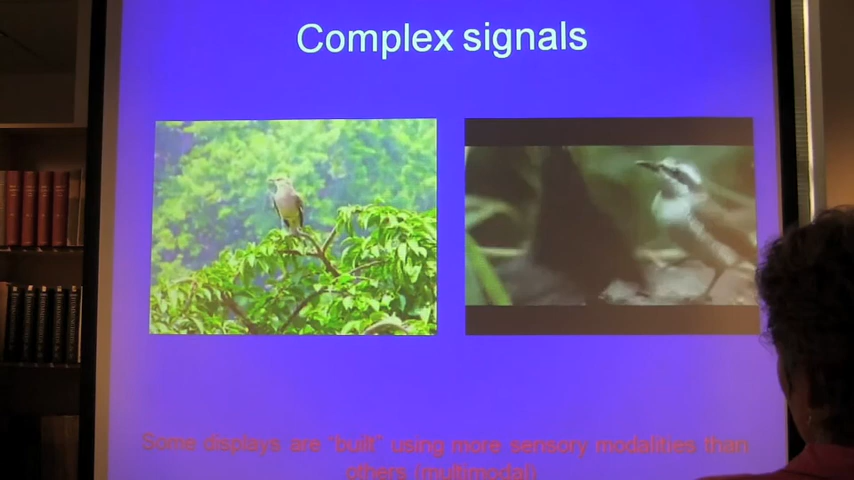 Complex signals
Some displays are "built" using more sensory modalities than
others (multimodal)